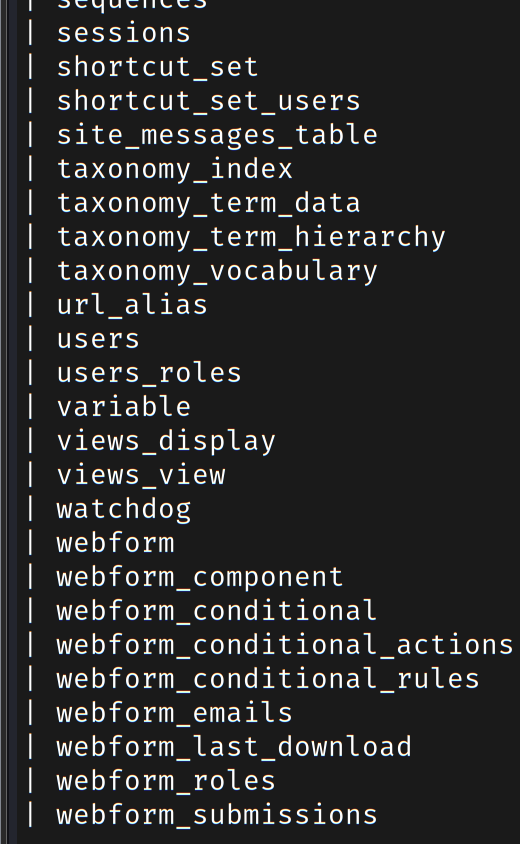 | sequences
| sessions
| shortcut_set
| shortcut_set_users
| site_messages_table
| taxonomy_index
| taxonomy_term_data
| taxonomy_term_hierarchy
| taxonomy_vocabulary
| url_alias
| users
| users_roles
| variable
| views_display
| views_view
| watchdog
| webform
| webform_component
| webform_conditional
| webform_conditional_actions
| webform_conditional_rules
| webform_emails
| webform_last_download
| webform_roles
| webform_submissions